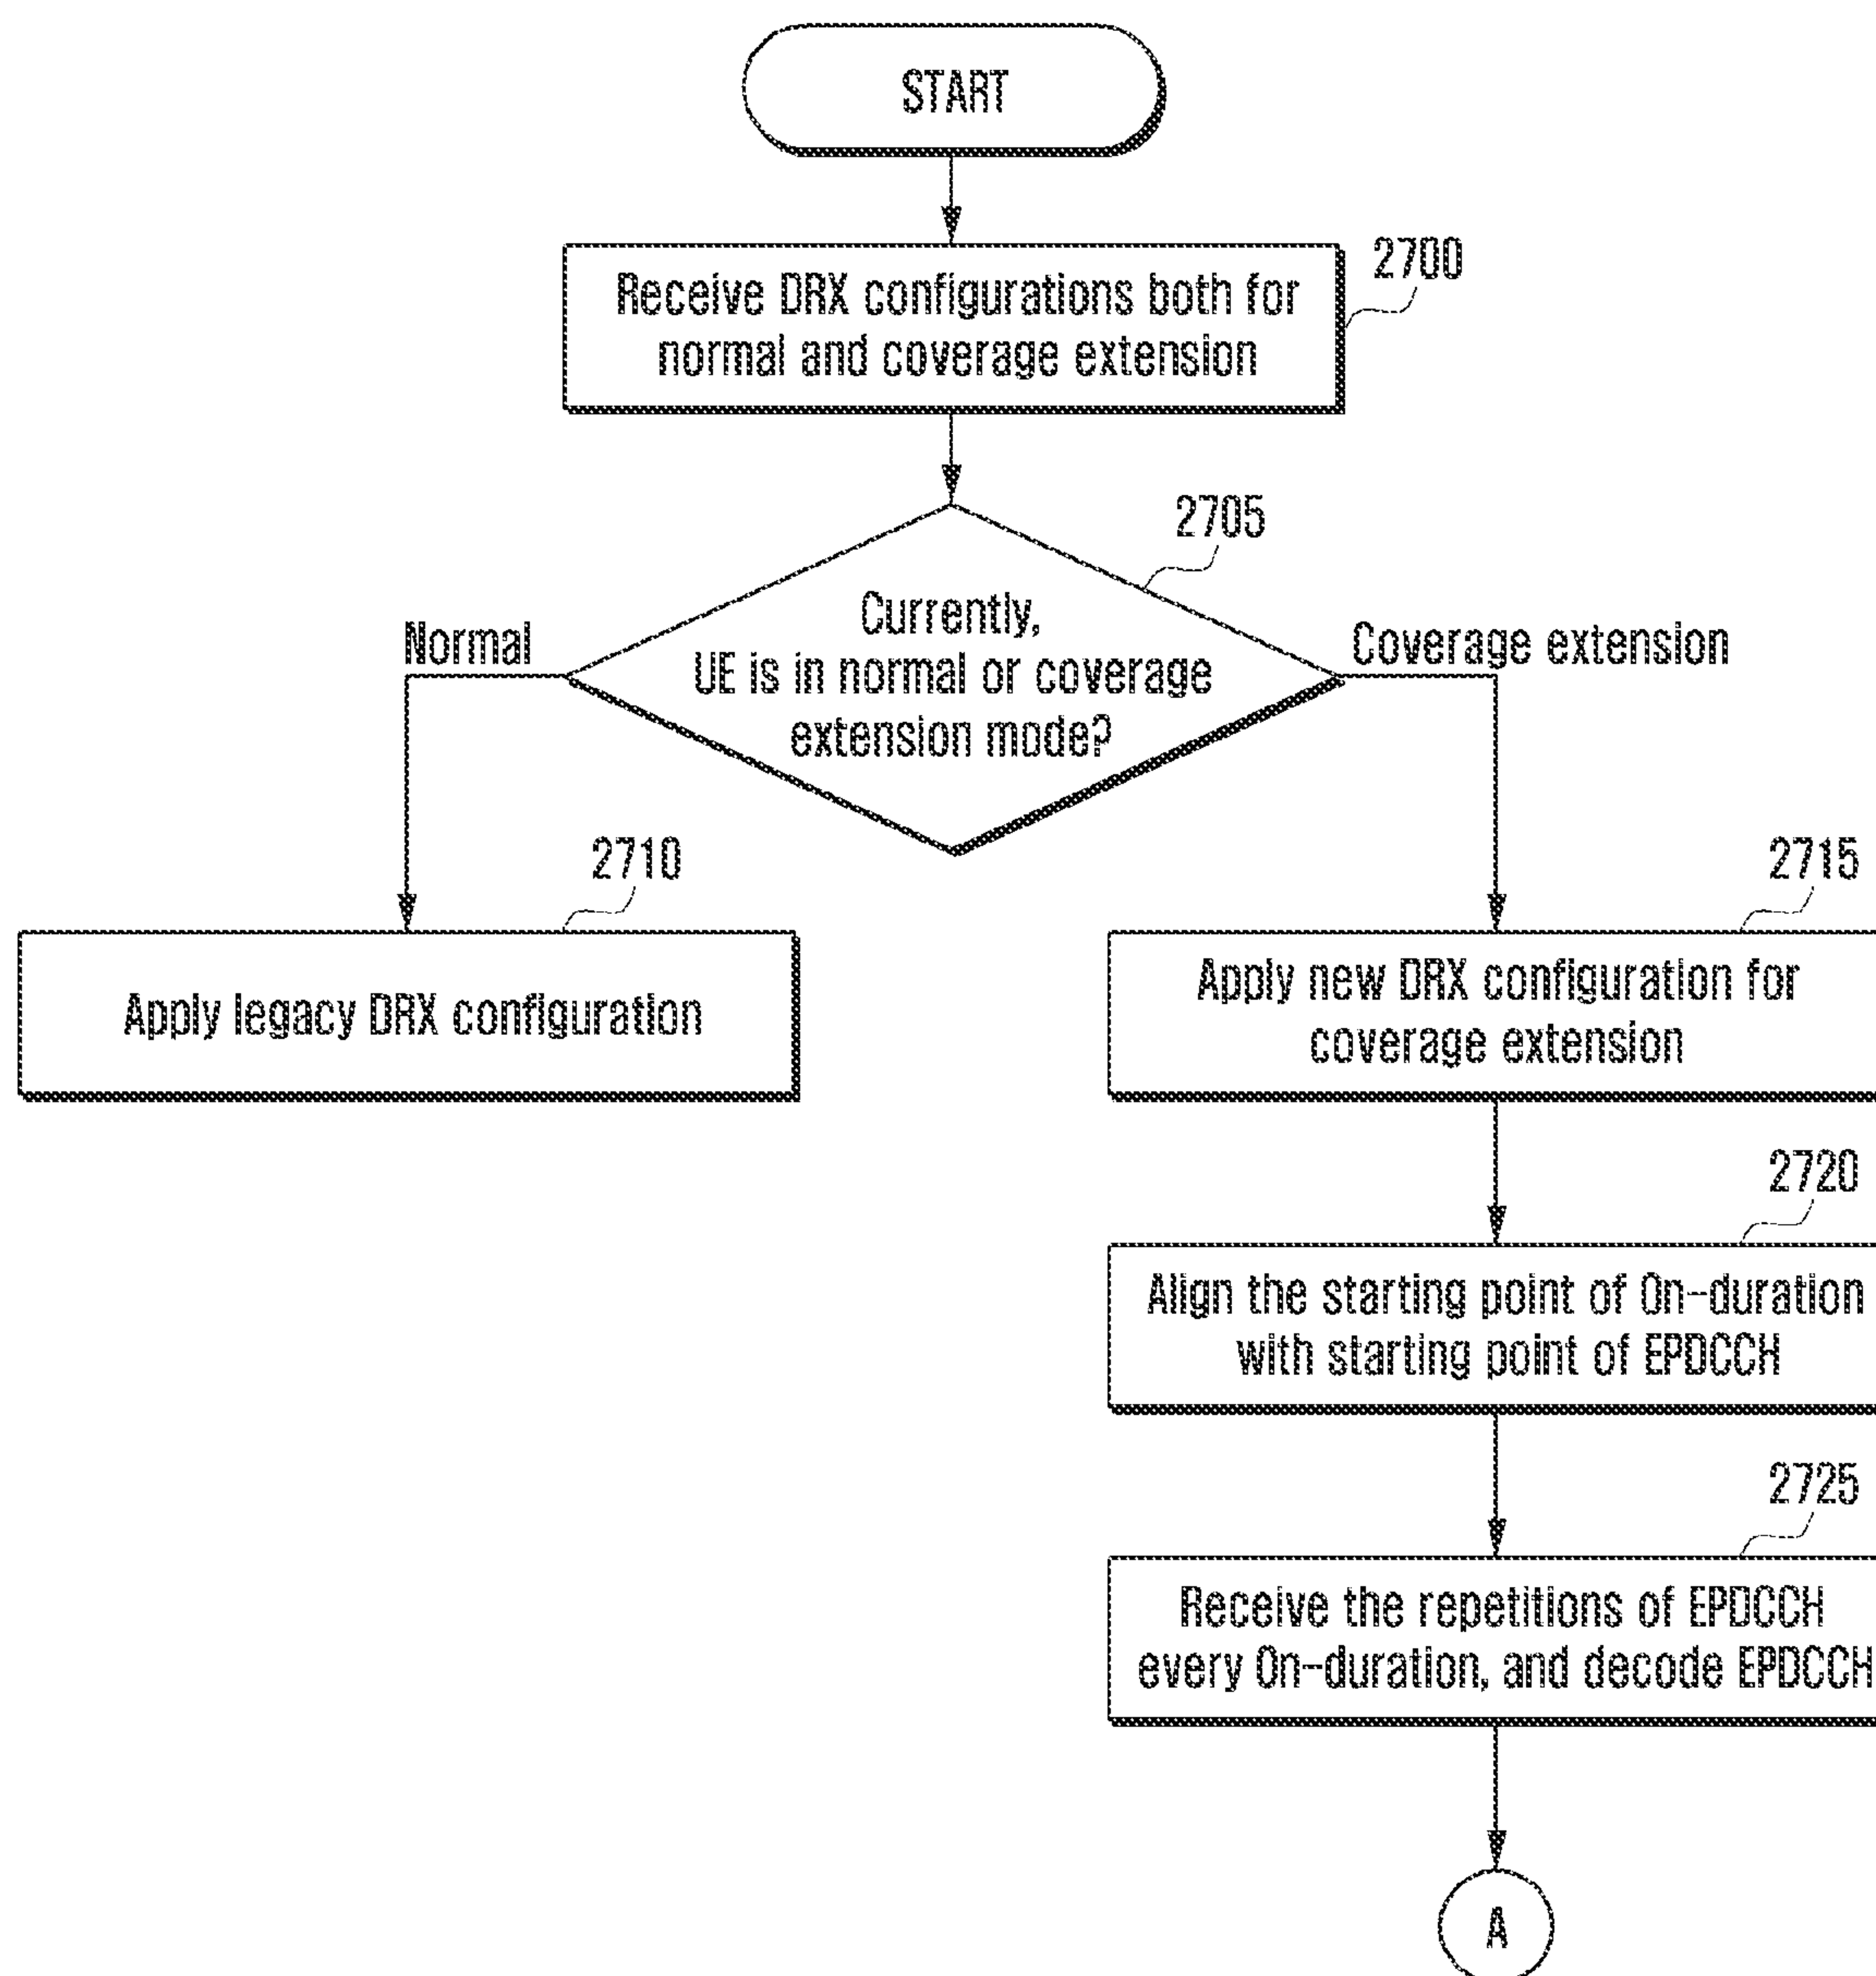 START
2700
Receive DRX configurations both for
normal and coverage extension
2705
Currently,
UE is in normal or coverage
extension mode?
Normal
Coverage extension
2710
Apply legacy DRX configuration
2715
Apply new DRX configuration for
coverage extension
2720
Align the starting point of On-duration
with starting point of EPDCCH
2725
Receive the repetitions of EPDCCH
every On-duration, and decode EPDCCH
A